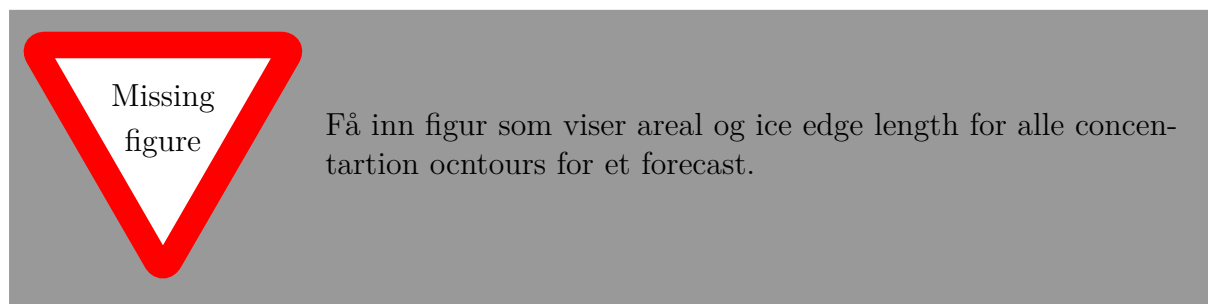 Missing
figure
Få inn figur som viser areal og ice edge length for alle concen-
tartion ocntours for et forecast.